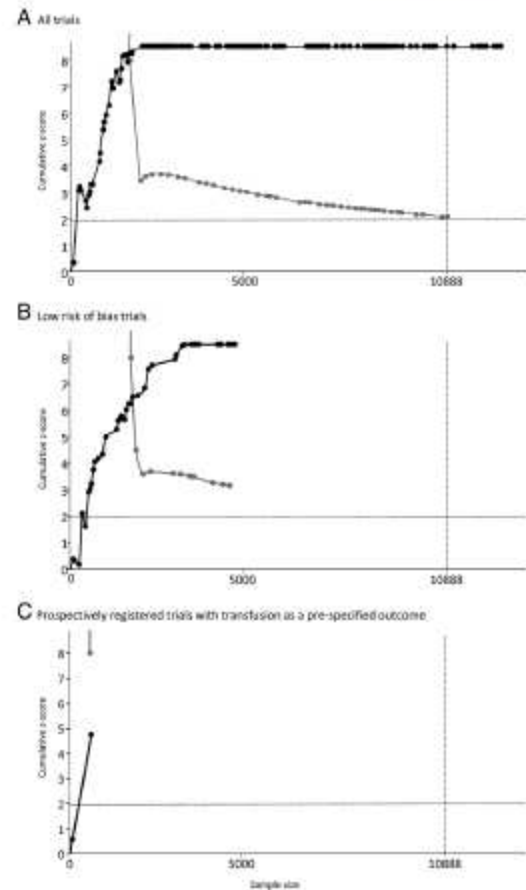 A All trials
Cumulative z-score
8
7
6
5
4
3
2
1
0
0 5000 10888
B Low risk of bias trials
Cumulative z-score
8
7
6
5
4
3
2
1
0
0 5000 10888
C Prospectively registered trials with transfusion as a pre-specified outcome
Cumulative z-score
8
7
6
5
4
3
2
1
0
0 5000 10888
Sample size